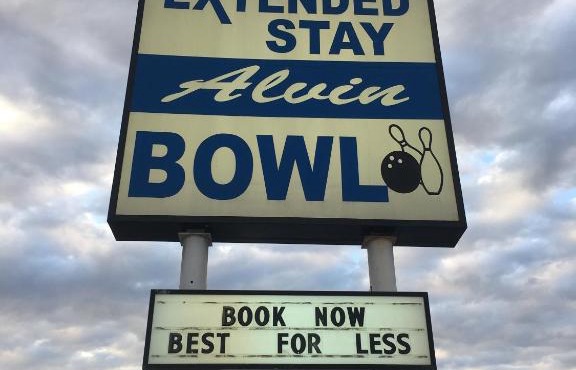 EXTENDED
STAY
Alvin
BOWL
BOOK NOW
BEST FOR LESS